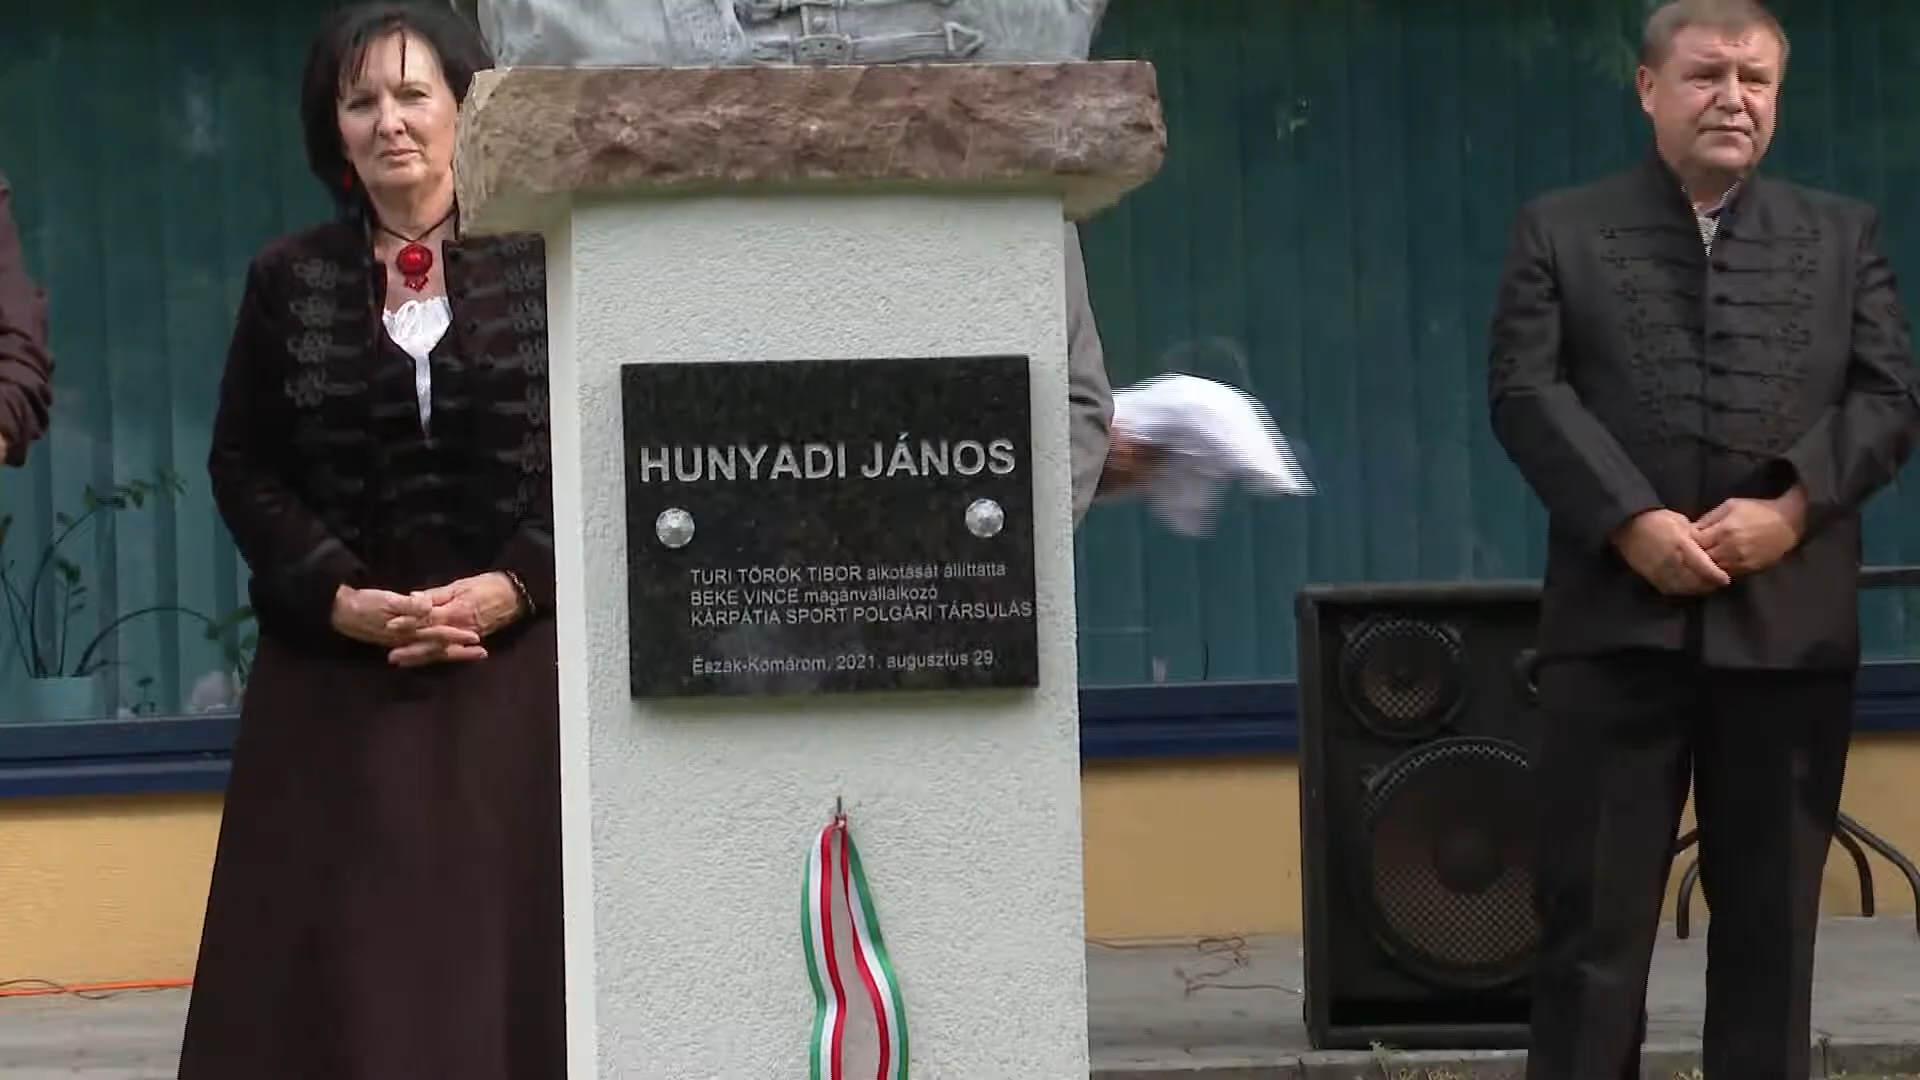 HUNYADI JÁNOS
TURI TÖRÖK TIBOR alkotását állíttatta
BEKE VINCE magánvállalkozó
KÁRPÁTIA SPORT POLGÁRI TÁRSULÁS
Észak-Komárom, 2021. augusztus 29.